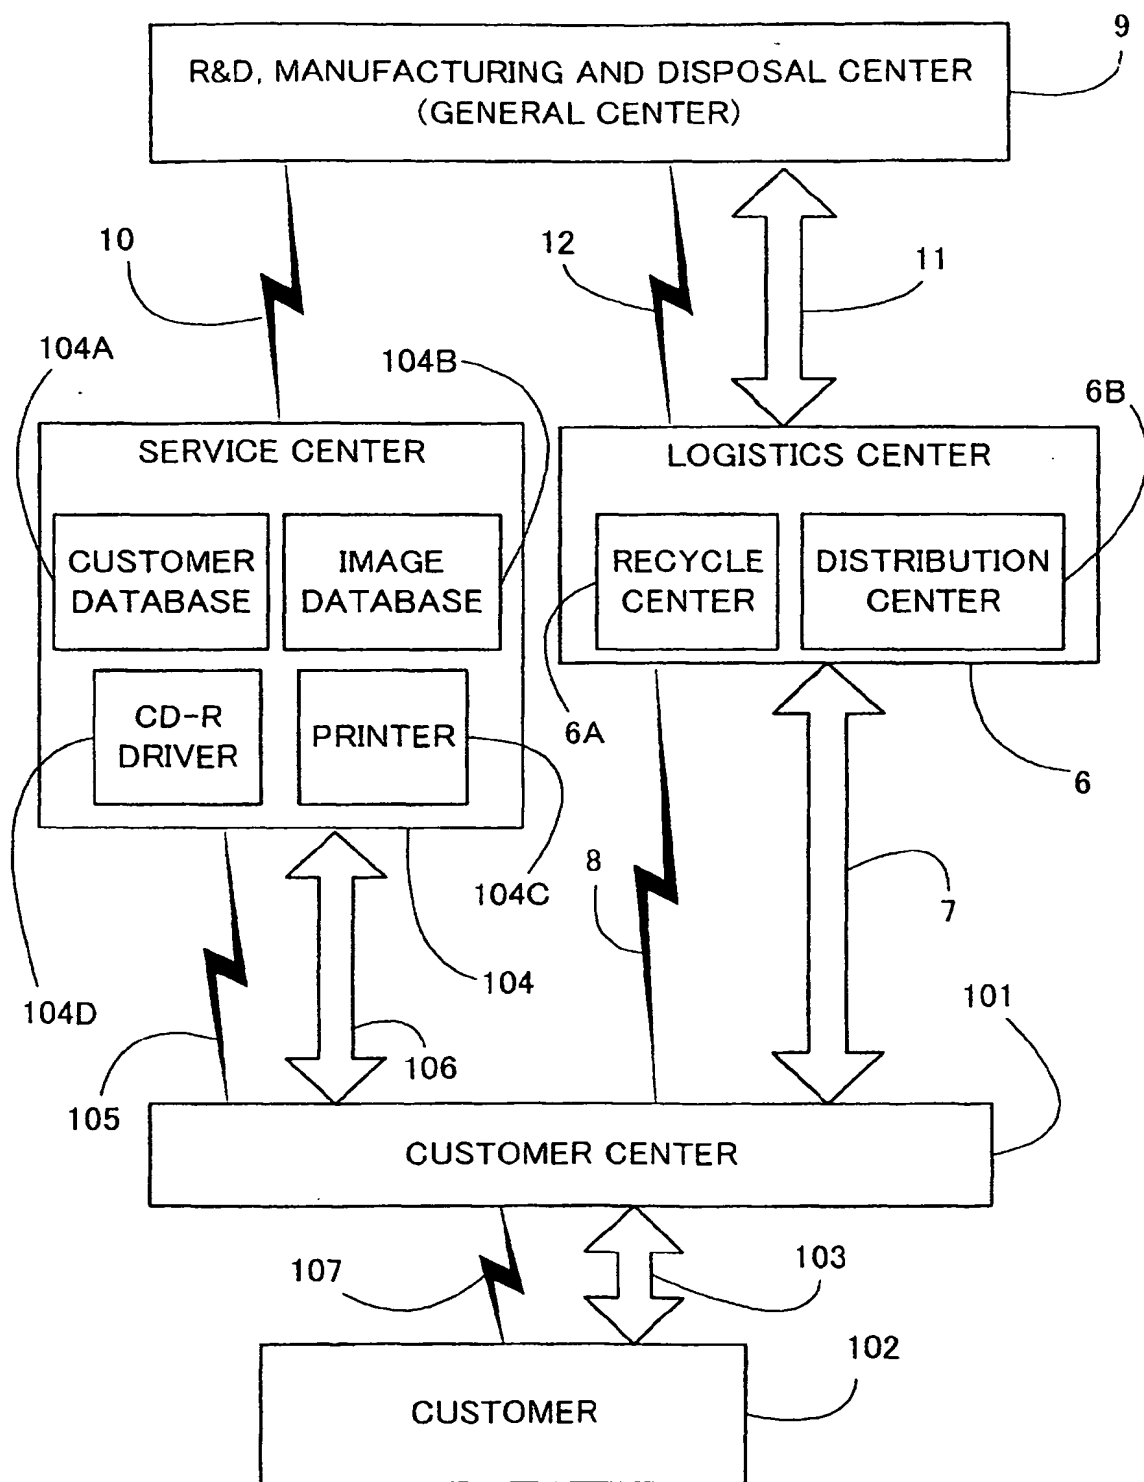 9
R&D, MANUFACTURING AND DISPOSAL CENTER
(GENERAL CENTER)
10
12
11
104A
104B
6B
SERVICE CENTER
LOGISTICS CENTER
CUSTOMER
DATABASE
IMAGE
DATABASE
RECYCLE
CENTER
DISTRIBUTION
CENTER
CD-R
DRIVER
PRINTER
6A
6
104C
8
7
104D
104
101
105
106
CUSTOMER CENTER
107
103
102
CUSTOMER